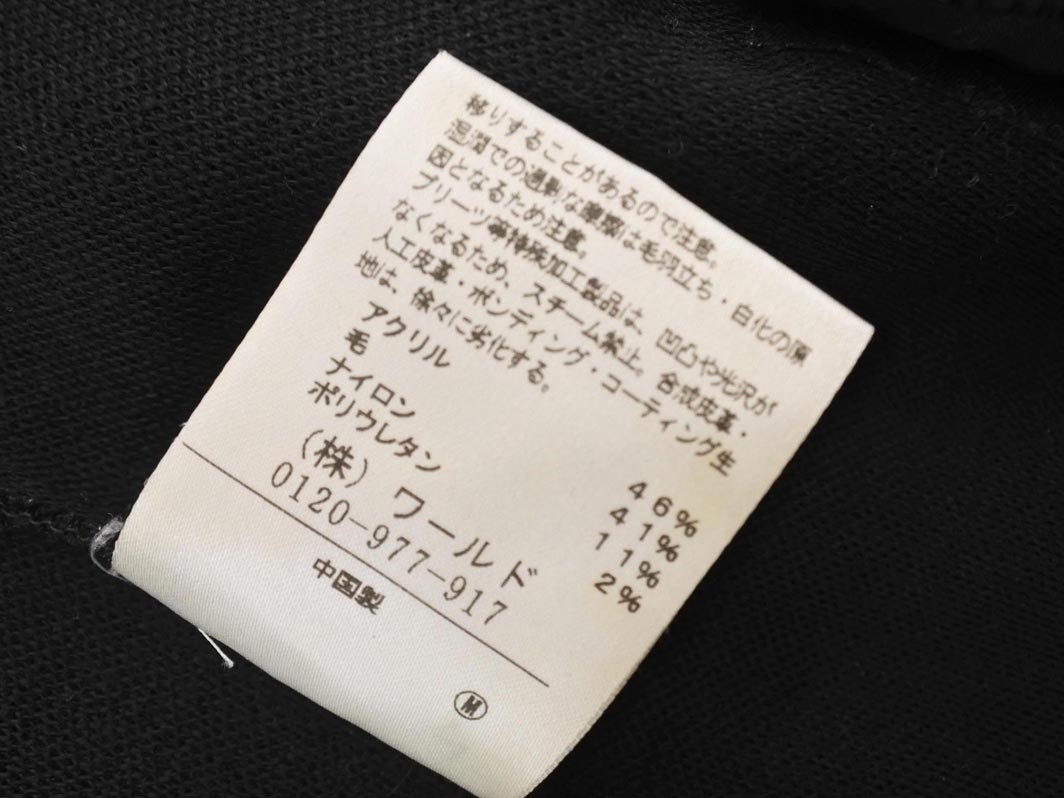 移りすることがあるので注意。
湿潤での過剰な摩擦は毛羽立ち・白化の原
因となるため注意。
プリーツ等特殊加工製品は、凹凸や光沢が
なくなるため、スチーム禁止。合成皮革・
人工皮革・ボンディング・コーティング生
地は、徐々に劣化する。
アクリル 46%
毛 41%
ナイロン 11%
ポリウレタン 2%
(株) ワールド
0120-977-917
中国製
M